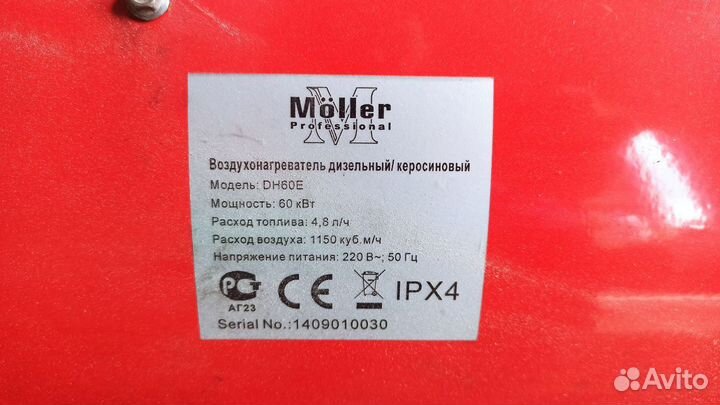 M
Möller
Professional
Воздухонагреватель дизельный/ керосиновый
Модель: DH60E
Мощность: 60 кВт
Расход топлива: 4,8 л/ч
Расход воздуха: 1150 куб.м/ч
Напряжение питания: 220 В~; 50 Гц
РСТ CE IPX4
АГ23
Serial No.:1409010030
Avito